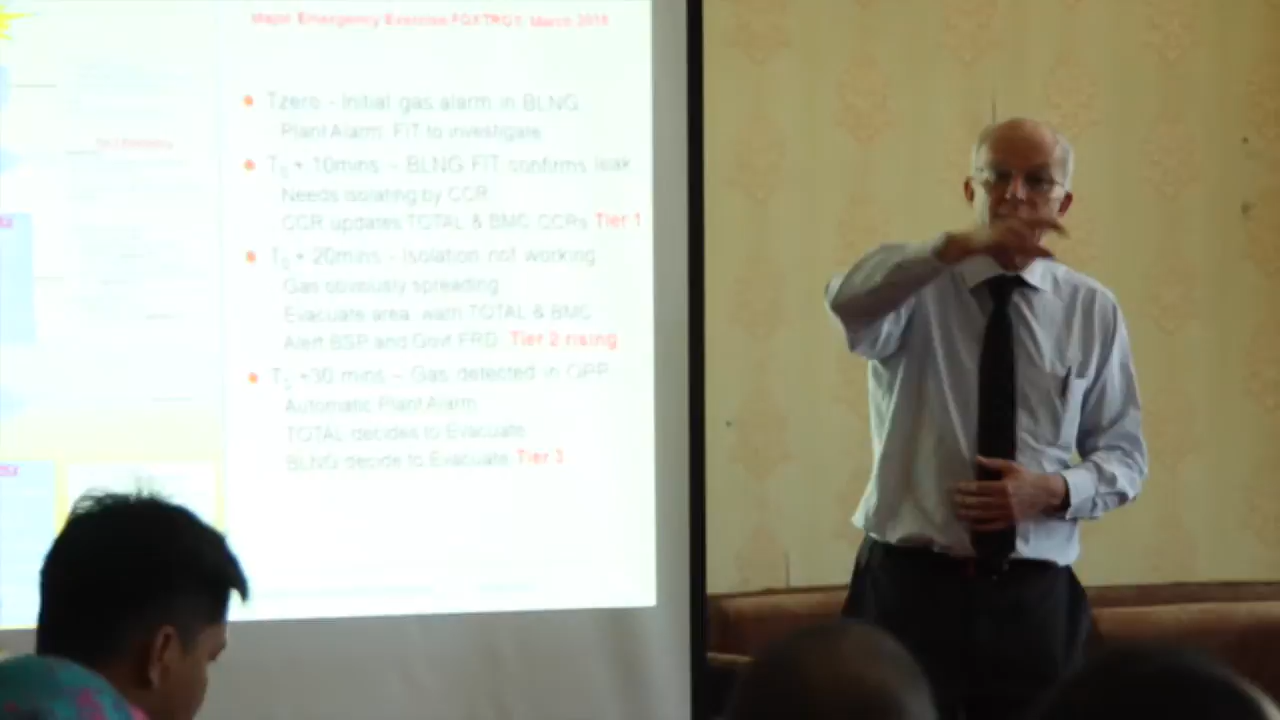 Major Emergency Exercise FOXTROT March
Tzero - Initial gas alarm in BLNG
Plant Alarm FIT to investigate
T0 + 10mins - BLNG FIT confirms leak
Needs isolating by CCR
CCR updates TOTAL & BMC CCRs Tier 1
T0 + 20mins - Isolation not working
Gas obviously spreading
Evacuate area, warn TOTAL & BMC
Alert BSP and Govt FRD Tier 2 rising
T0 +30 mins - Gas detected in OPP
Automatic Plant Alarm
TOTAL decides to Evacuate
BLNG decide to Evacuate Tier 3